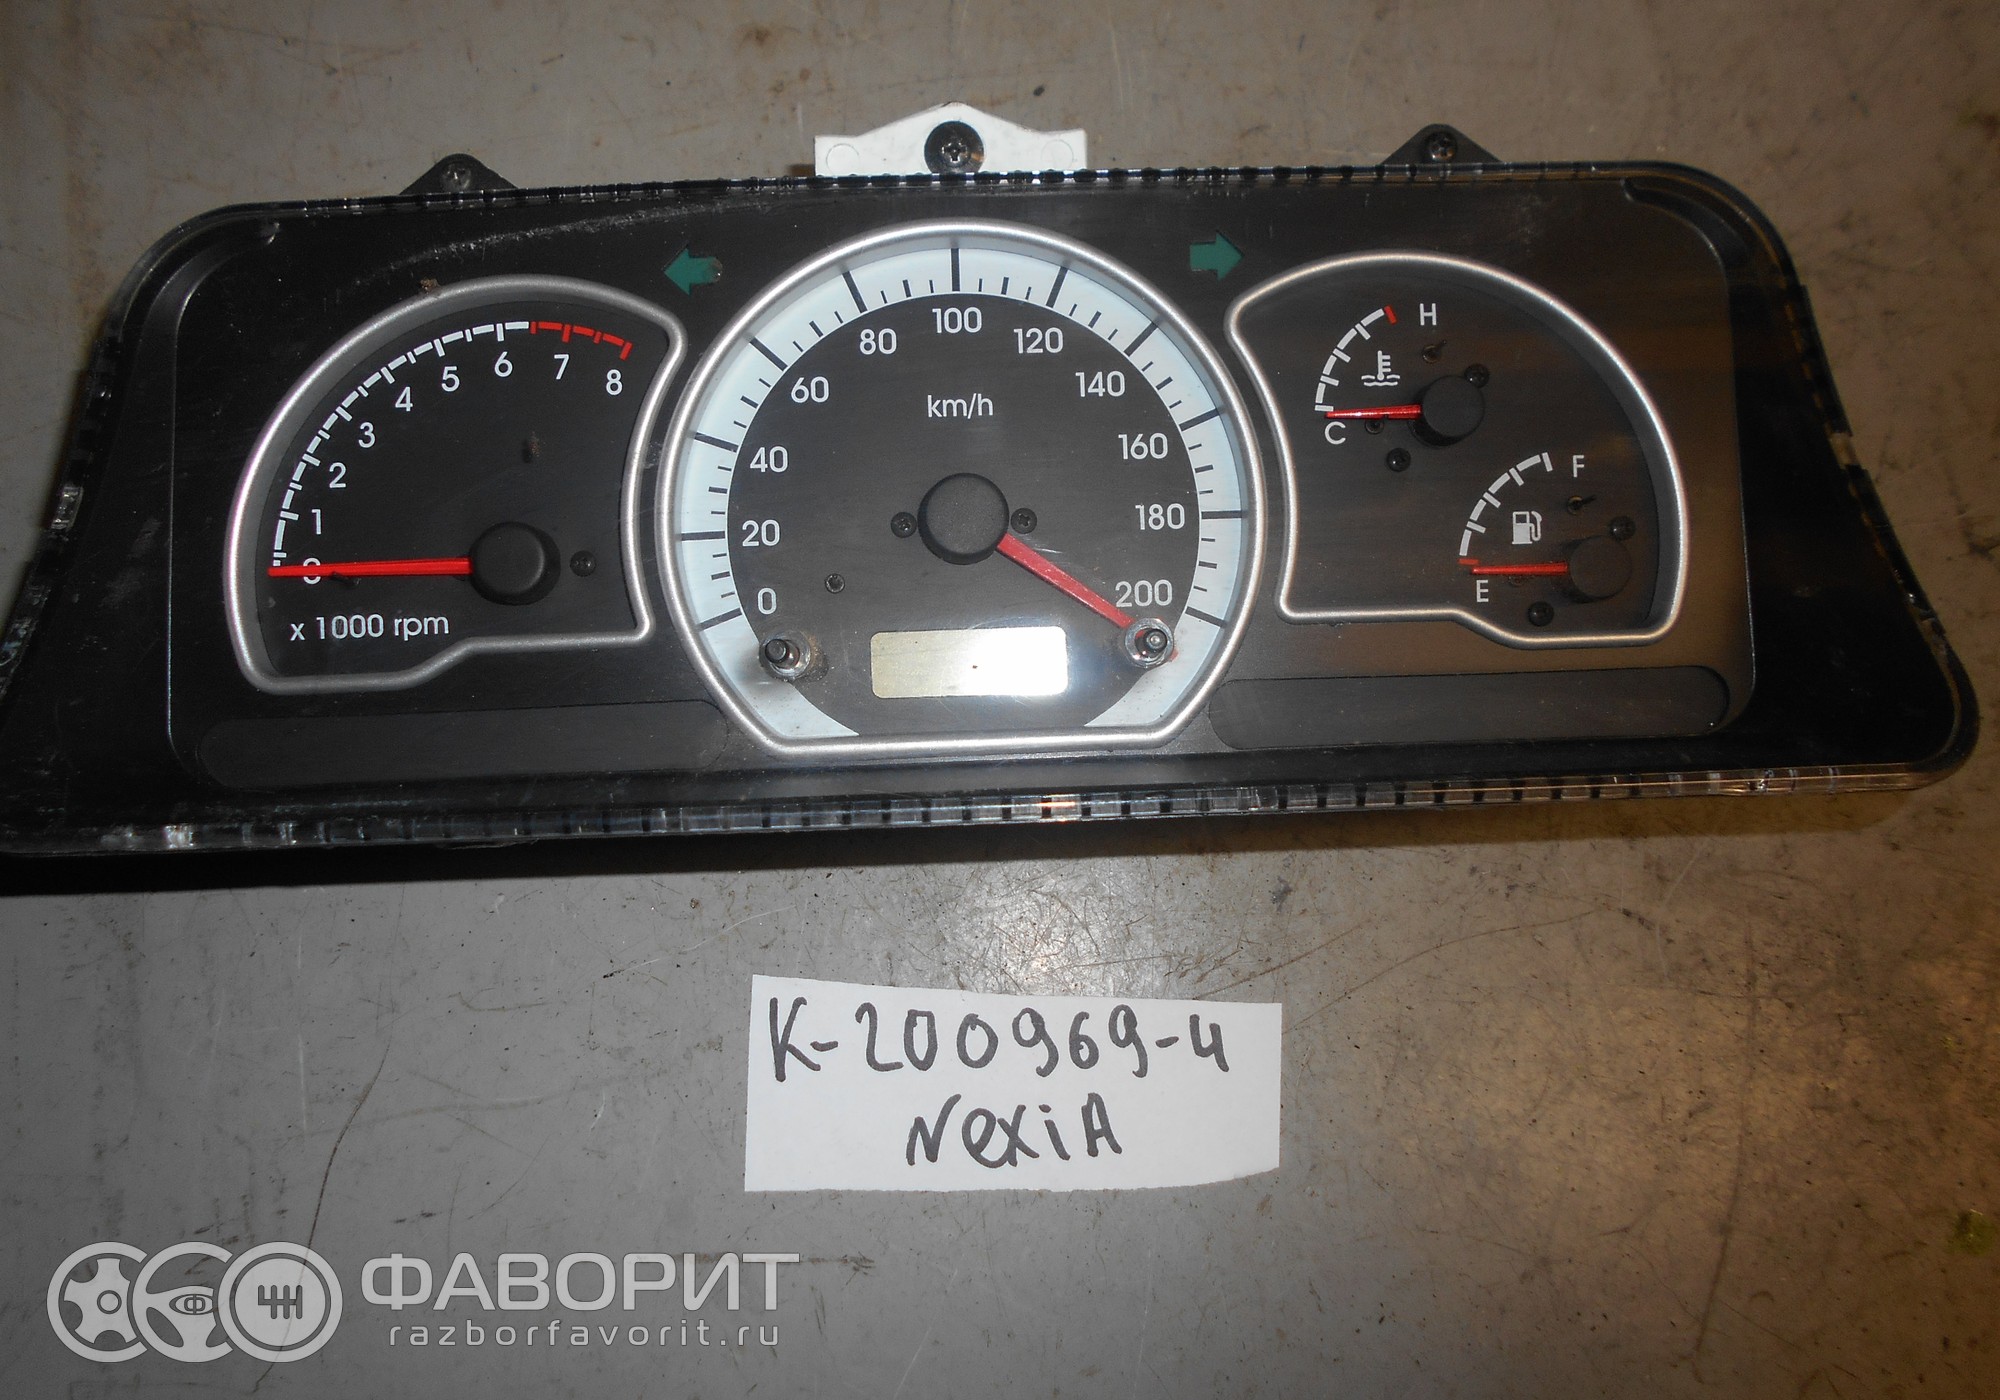 0 1 2 3 4 5 6 7 8
x 1000 rpm
0 20 40 60 80 100 120 140 160 180 200
km/h
H
C
F
E
K-200969-4
NexiA
ФАВОРИТ
razborfavorit.ru